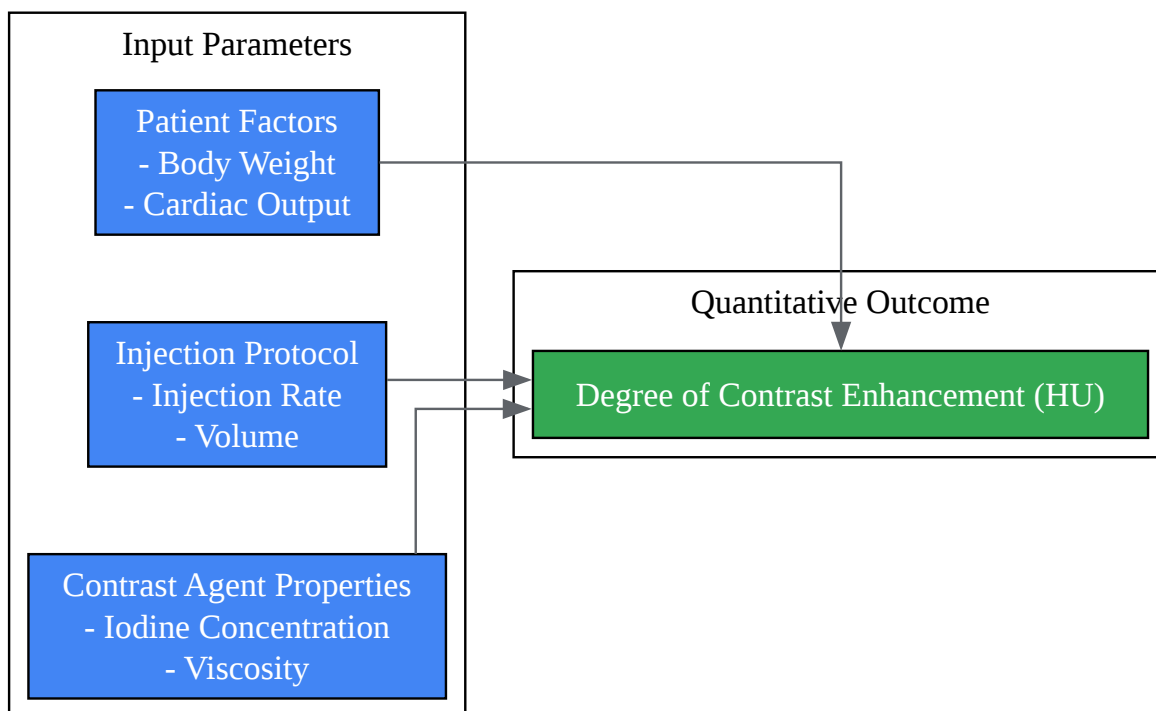 Input Parameters
Patient Factors
- Body Weight
- Cardiac Output
Injection Protocol
- Injection Rate
- Volume
Contrast Agent Properties
- Iodine Concentration
- Viscosity
Quantitative Outcome
Degree of Contrast Enhancement (HU)